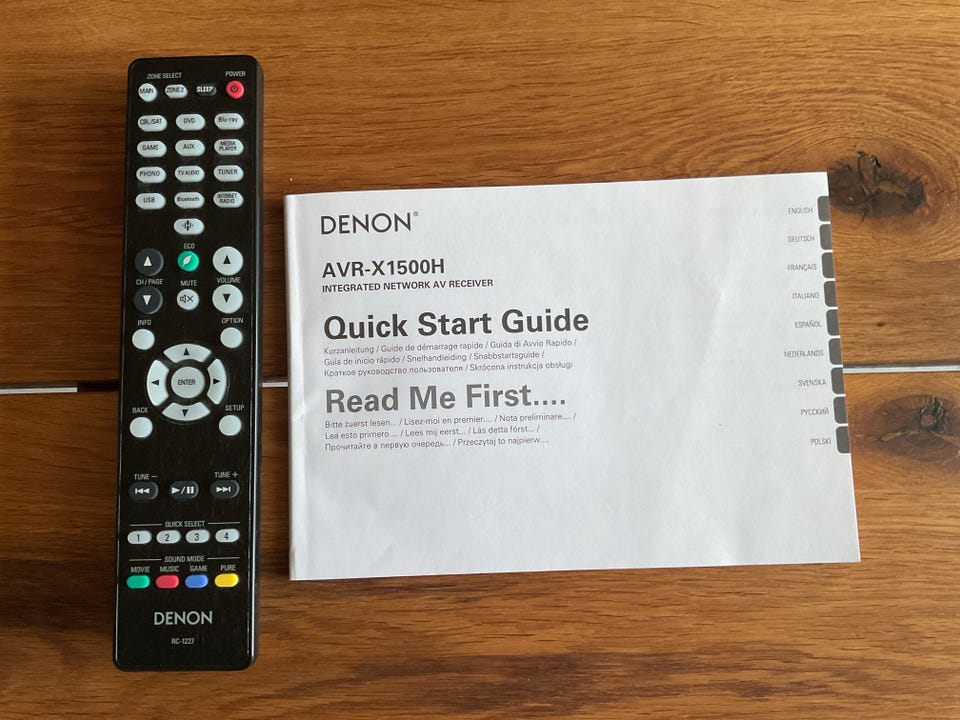 ZONE SELECT POWER
MAIN ZONE2 SLEEP
CBL/SAT DVD Blu-ray
GAME AUX MEDIA PLAYER
PHONO TV AUDIO TUNER
USB Bluetooth INTERNET RADIO
ECO
CH/PAGE MUTE VOLUME
INFO OPTION
ENTER
BACK SETUP
TUNE – TUNE +
QUICK SELECT
1 2 3 4
SOUND MODE
MOVIE MUSIC GAME PURE
DENON
RC-1227
DENON®
AVR-X1500H
INTEGRATED NETWORK AV RECEIVER
Quick Start Guide
Kurzanleitung / Guide de démarrage rapide / Guida di Avvio Rapido /
Guía de inicio rápido / Snelhandleiding / Snabbstartsguide /
Краткое руководство пользователя / Skrócona instrukcja obsługi
Read Me First....
Bitte zuerst lesen.... / Lisez-moi en premier.... / Nota preliminare.... /
Lea esto primero.... / Lees mij eerst.... / Läs detta först... /
Прочитайте в первую очередь... / Przeczytaj to najpierw....
ENGLISH
DEUTSCH
FRANÇAIS
ITALIANO
ESPAÑOL
NEDERLANDS
SVENSKA
РУССКИЙ
POLSKI